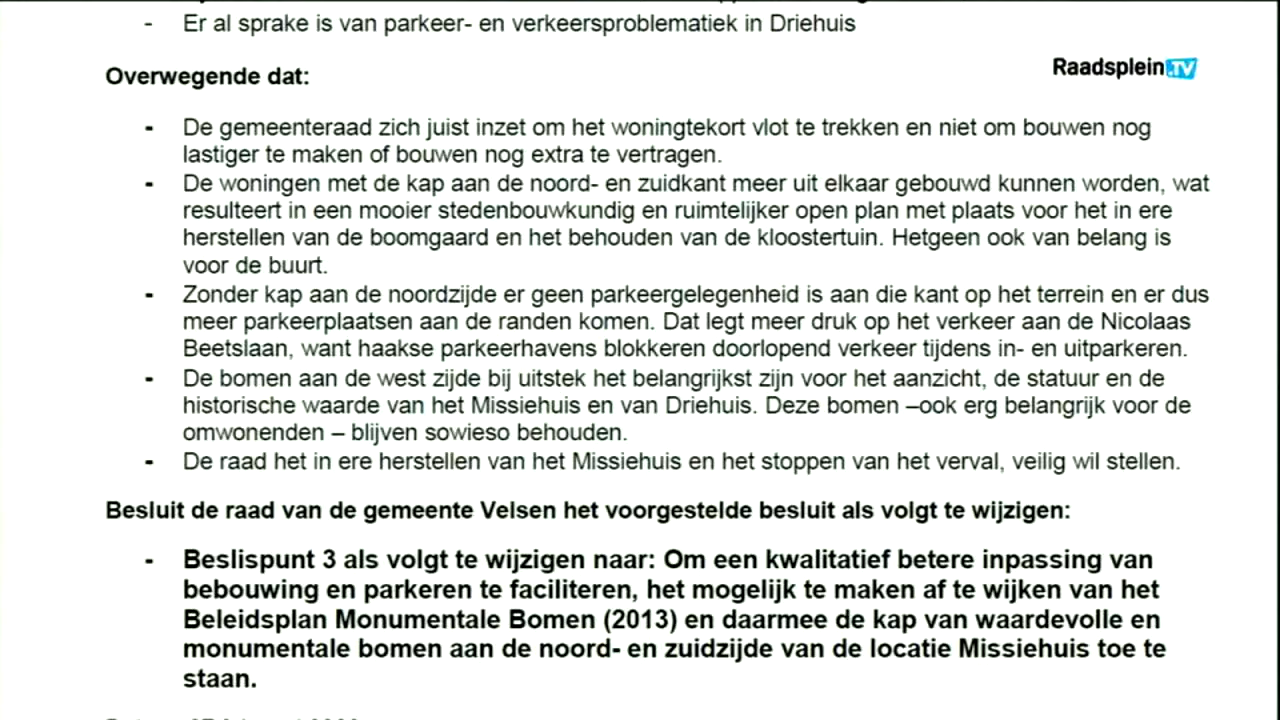 - Er al sprake is van parkeer- en verkeersproblematiek in Driehuis
Raadsplein.TV
Overwegende dat:
- De gemeenteraad zich juist inzet om het woningtekort vlot te trekken en niet om bouwen nog
lastiger te maken of bouwen nog extra te vertragen.
- De woningen met de kap aan de noord- en zuidkant meer uit elkaar gebouwd kunnen worden, wat
resulteert in een mooier stedenbouwkundig en ruimtelijker open plan met plaats voor het in ere
herstellen van de boomgaard en het behouden van de kloostertuin. Hetgeen ook van belang is
voor de buurt.
- Zonder kap aan de noordzijde er geen parkeergelegenheid is aan die kant op het terrein en er dus
meer parkeerplaatsen aan de randen komen. Dat legt meer druk op het verkeer aan de Nicolaas
Beetslaan, want haakse parkeerhavens blokkeren doorlopend verkeer tijdens in- en uitparkeren.
- De bomen aan de west zijde bij uitstek het belangrijkst zijn voor het aanzicht, de statuur en de
historische waarde van het Missiehuis en van Driehuis. Deze bomen –ook erg belangrijk voor de
omwonenden – blijven sowieso behouden.
- De raad het in ere herstellen van het Missiehuis en het stoppen van het verval, veilig wil stellen.
Besluit de raad van de gemeente Velsen het voorgestelde besluit als volgt te wijzigen:
- Beslispunt 3 als volgt te wijzigen naar: Om een kwalitatief betere inpassing van
bebouwing en parkeren te faciliteren, het mogelijk te maken af te wijken van het
Beleidsplan Monumentale Bomen (2013) en daarmee de kap van waardevolle en
monumentale bomen aan de noord- en zuidzijde van de locatie Missiehuis toe te
staan.